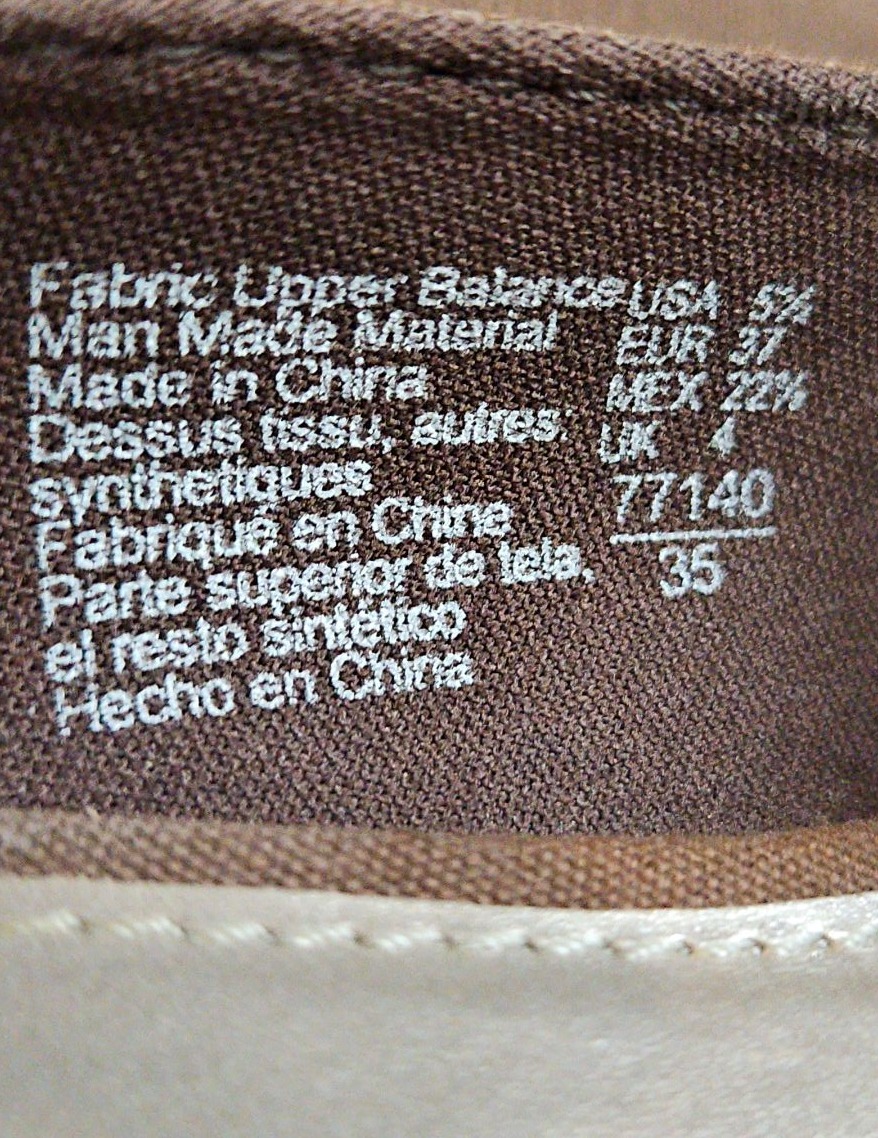 Fabric Upper Balance
Man Made Material
Made in China
Dessus tissu, autres:
synthetiques
Fabriqué en Chine
Parte superior de tela,
el resto sintético
Hecho en China
USA 5½
EUR 37
MEX 22½
UK 4
77140
35